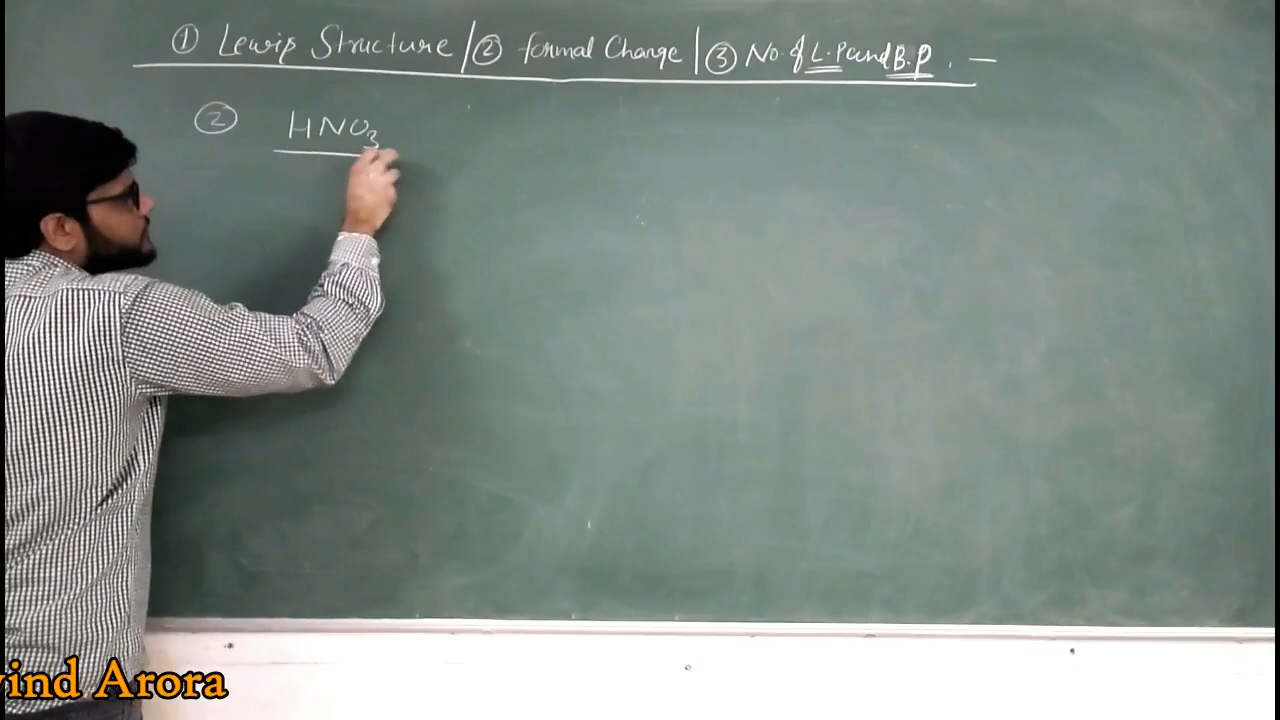 ① Lewis Structure / ② formal Charge | ③ No. of L.P and B.P. —
② HNO3
vind Arora